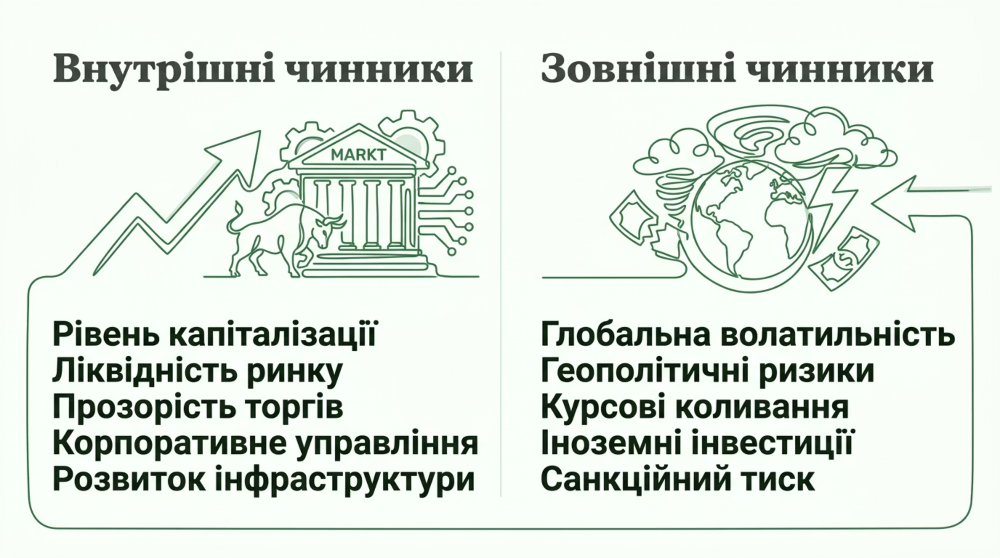 Внутрішні чинники
MARKT
Рівень капіталізації
Ліквідність ринку
Прозорість торгів
Корпоративне управління
Розвиток інфраструктури
Зовнішні чинники
Глобальна волатильність
Геополітичні ризики
Курсові коливання
Іноземні інвестиції
Санкційний тиск